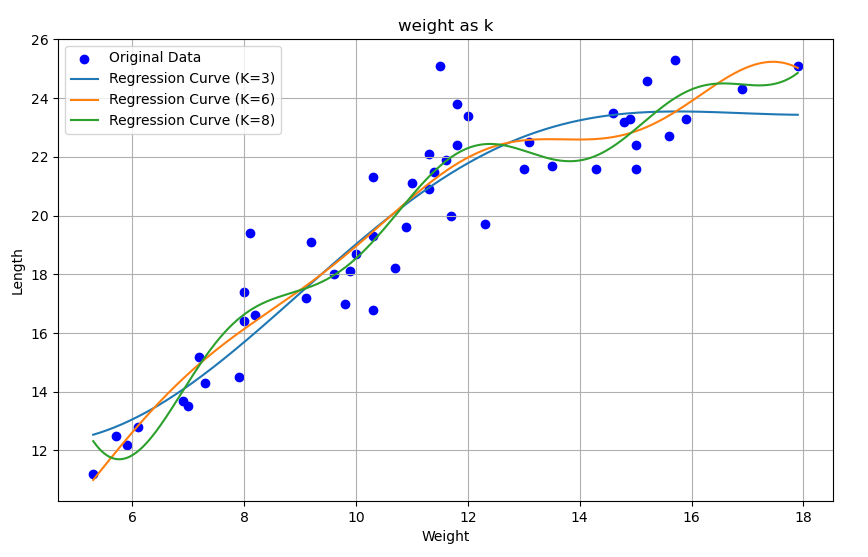 weight as k
Original Data
Regression Curve (K=3)
Regression Curve (K=6)
Regression Curve (K=8)
26
24
22
20
18
16
14
12
Length
6 8 10 12 14 16 18
Weight